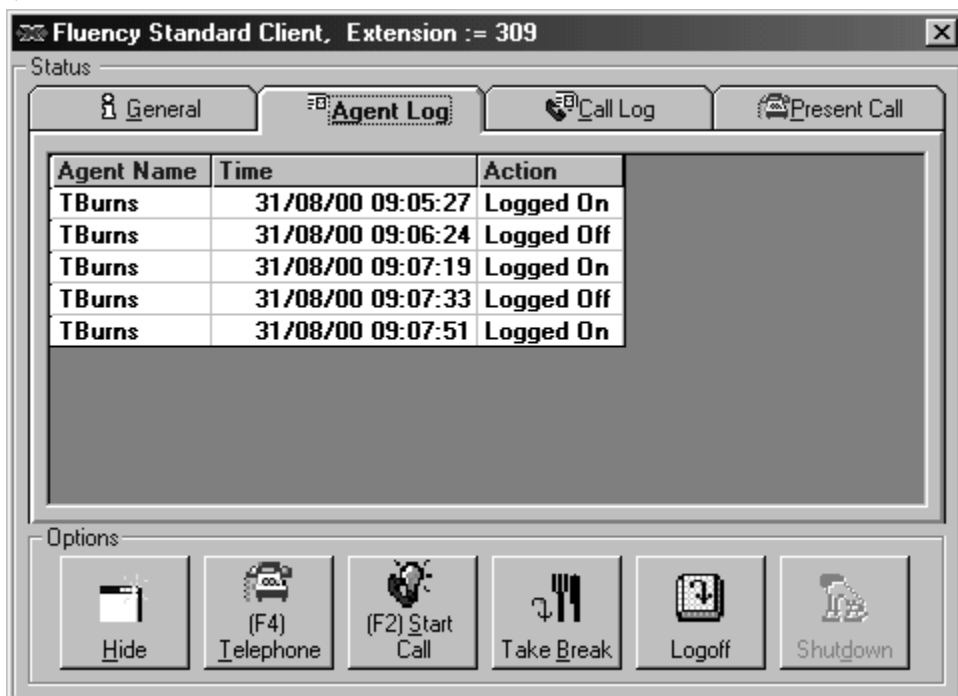 Fluency Standard Client, Extension := 309
Status
General Agent Log Call Log Present Call
Agent Name Time Action
TBurns 31/08/00 09:05:27 Logged On
TBurns 31/08/00 09:06:24 Logged Off
TBurns 31/08/00 09:07:19 Logged On
TBurns 31/08/00 09:07:33 Logged Off
TBurns 31/08/00 09:07:51 Logged On
Options
Hide
(F4)
Telephone
(F2) Start
Call
Take Break
Logoff
Shutdown